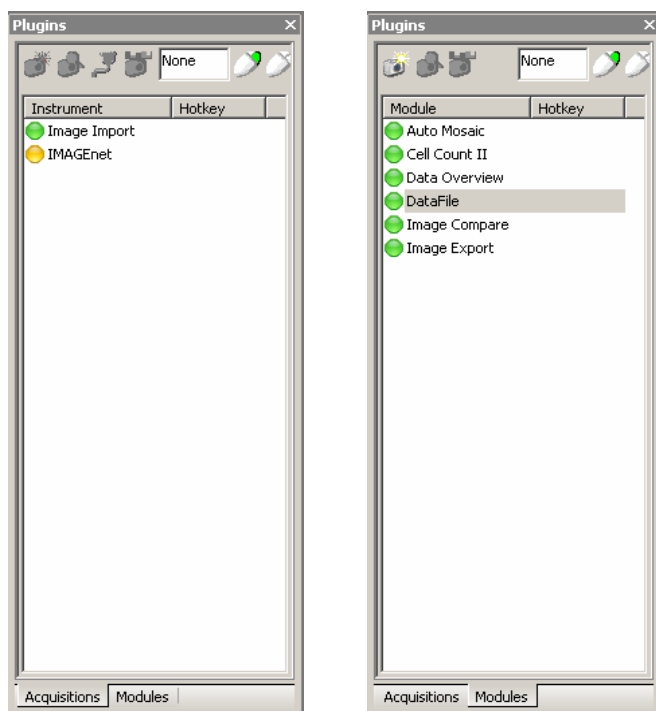 Plugins
None
Instrument Hotkey
Image Import
IMAGEnet
Acquisitions Modules
Plugins
None
Module Hotkey
Auto Mosaic
Cell Count II
Data Overview
DataFile
Image Compare
Image Export
Acquisitions Modules